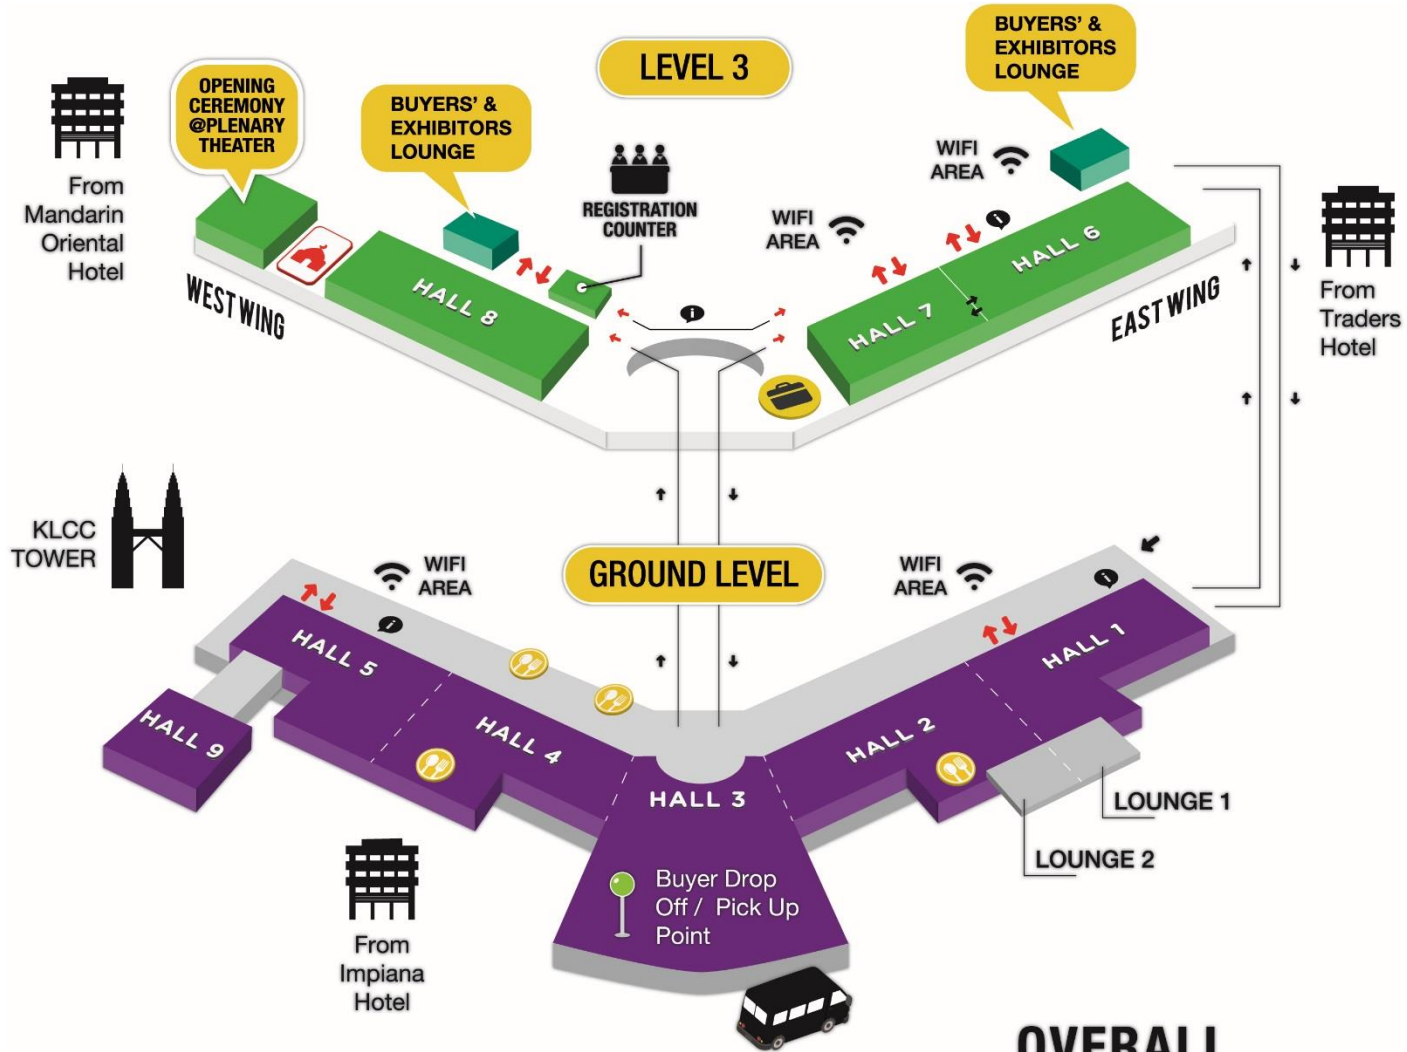 LEVEL 3
BUYERS' &
EXHIBITORS
LOUNGE
OPENING
CEREMONY
@PLENARY
THEATER
BUYERS' &
EXHIBITORS
LOUNGE
From
Mandarin
Oriental
Hotel
REGISTRATION
COUNTER
WIFI
AREA
WIFI
AREA
HALL 6
HALL 7
HALL 8
WEST WING
EAST WING
From
Traders
Hotel
KLCC
TOWER
GROUND LEVEL
WIFI
AREA
WIFI
AREA
HALL 5
HALL 1
HALL 9
HALL 4
HALL 2
HALL 3
LOUNGE 1
LOUNGE 2
Buyer Drop
Off / Pick Up
Point
From
Impiana
Hotel
OVERALL